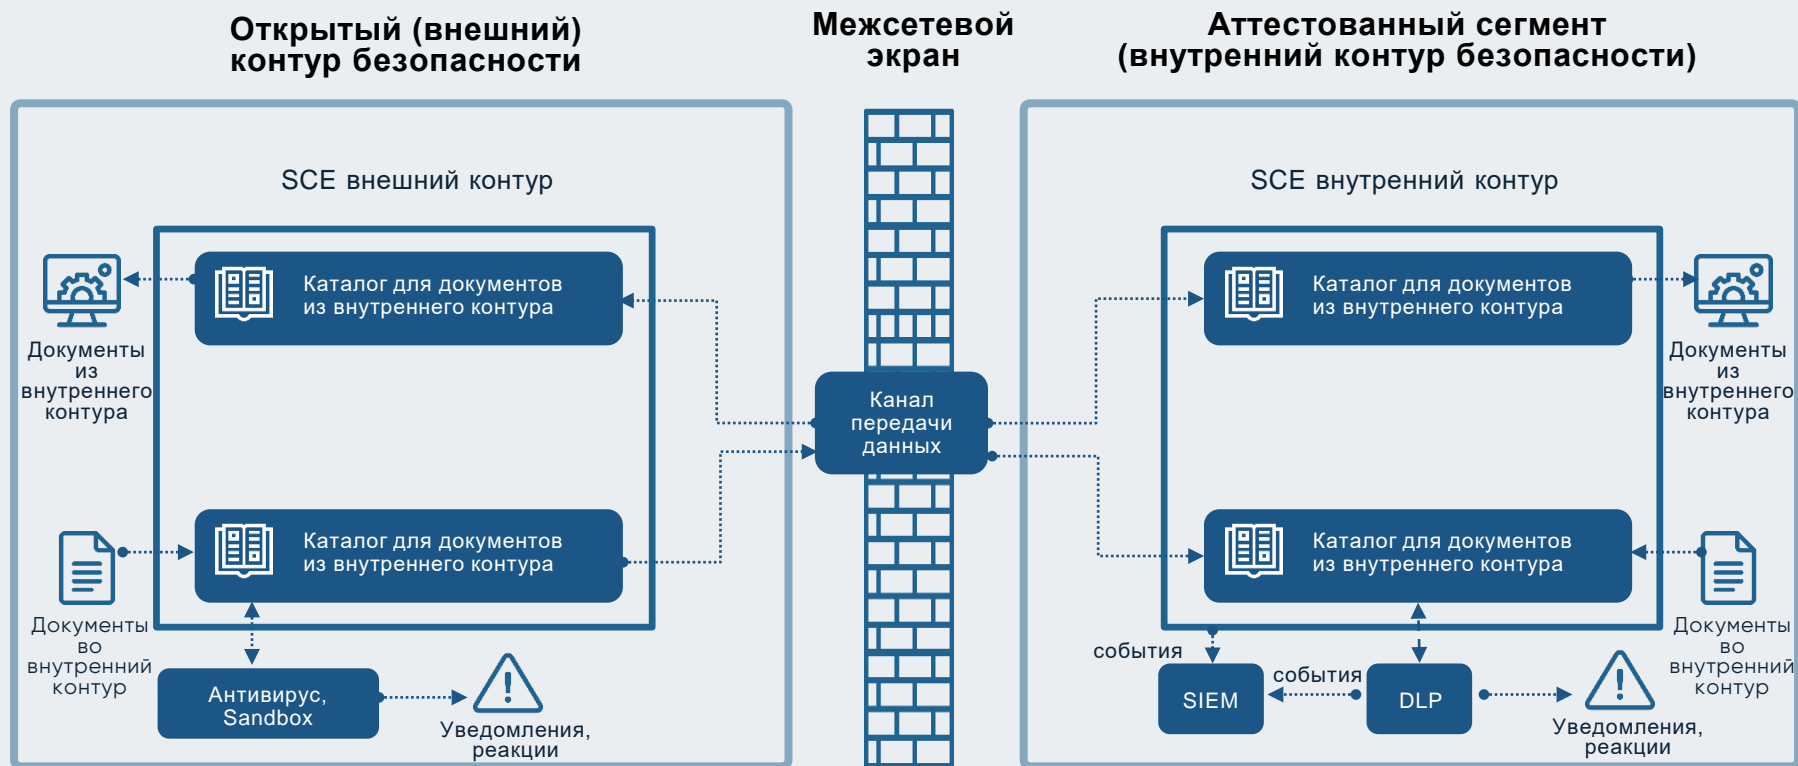 Открытый (внешний)
контур безопасности
Межсетевой
экран
Аттестованный сегмент
(внутренний контур безопасности)
SCE внешний контур
Каталог для документов
из внутреннего контура
Документы
из
внутреннего
контура
Каталог для документов
из внутреннего контура
Документы
во
внутренний
контур
Антивирус,
Sandbox
Уведомления,
реакции
Канал
передачи
данных
SCE внутренний контур
Каталог для документов
из внутреннего контура
Документы
из
внутреннего
контура
Каталог для документов
из внутреннего контура
Документы
во
внутренний
контур
события
SIEM
события
DLP
Уведомления,
реакции